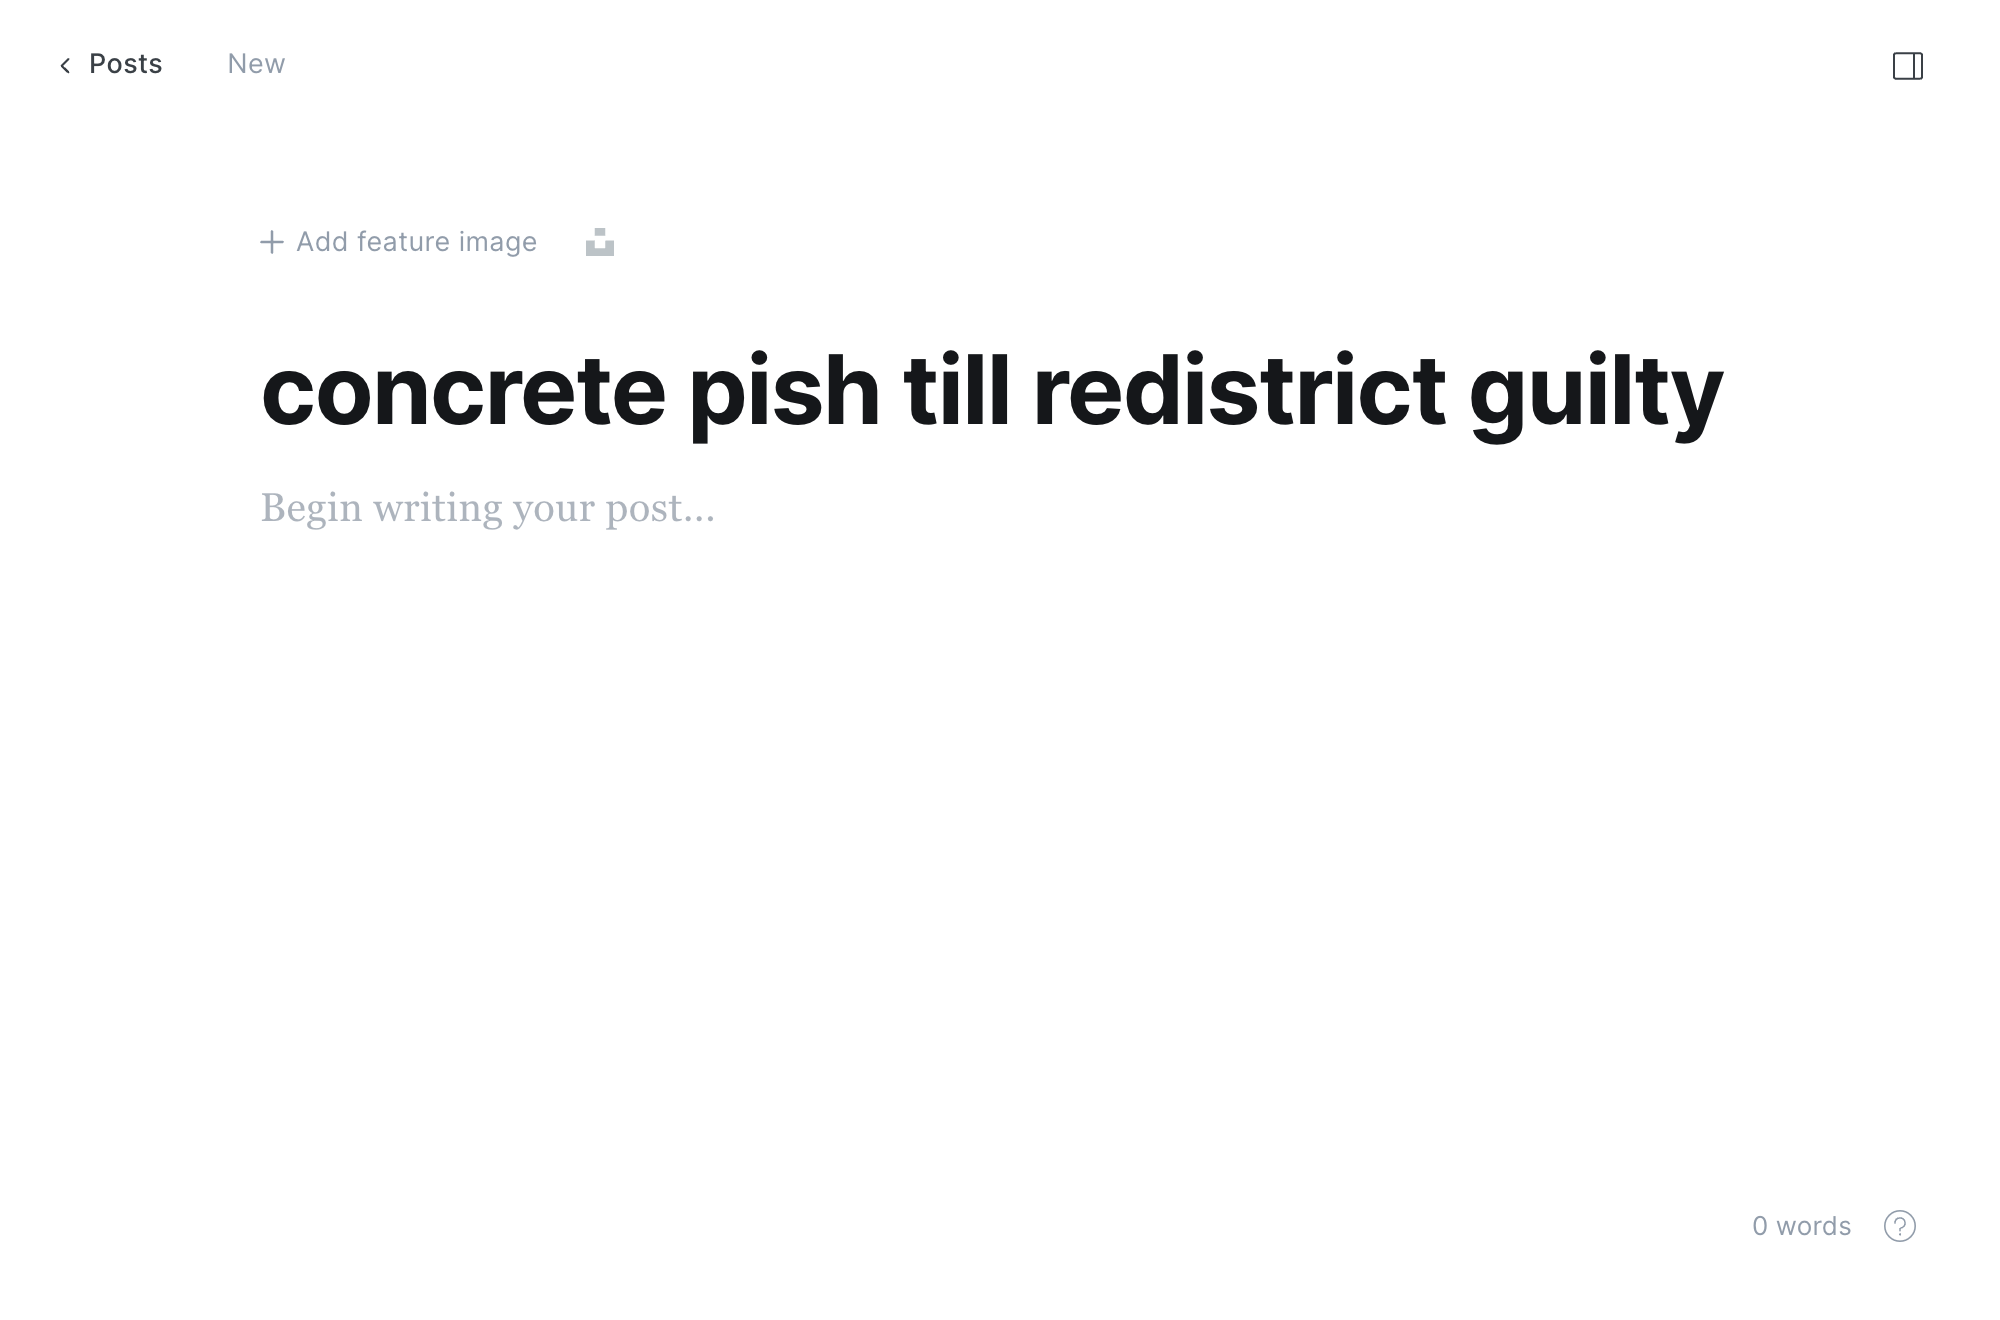 Posts New
Add feature image
concrete pish till redistrict guilty
Begin writing your post...
0 words ?